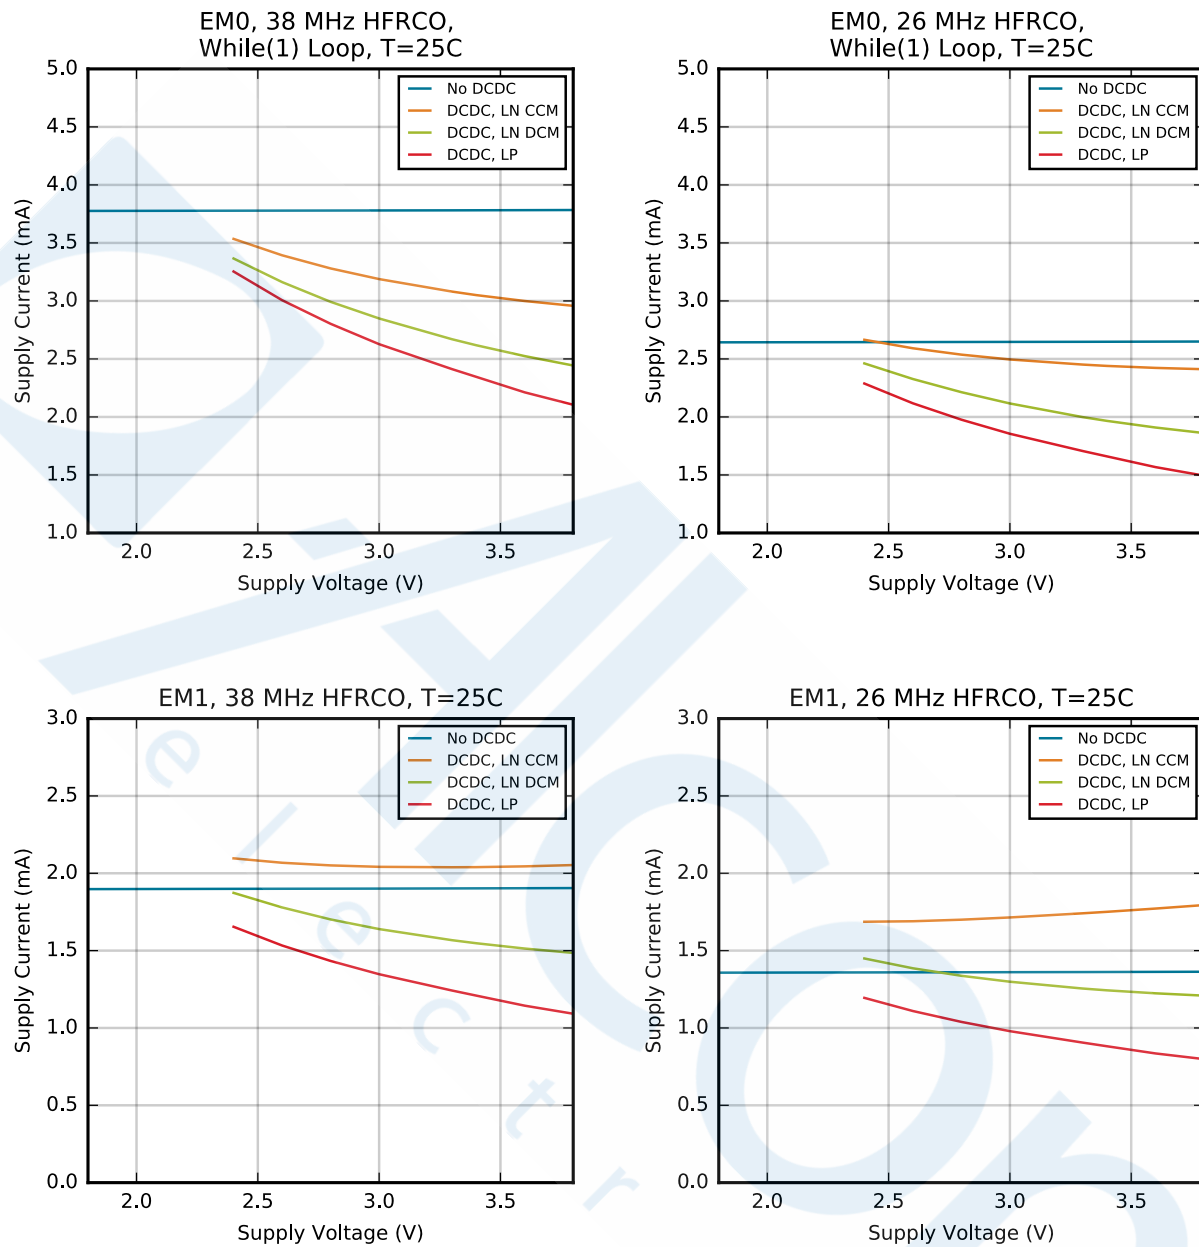 EM0, 38 MHz HFRCO,
While(1) Loop, T=25C
5.0
4.5
4.0
3.5
3.0
2.5
2.0
1.5
1.0
Supply Current (mA)
No DCDC
DCDC, LN CCM
DCDC, LN DCM
DCDC, LP
2.0 2.5 3.0 3.5
Supply Voltage (V)
EM0, 26 MHz HFRCO,
While(1) Loop, T=25C
5.0
4.5
4.0
3.5
3.0
2.5
2.0
1.5
1.0
Supply Current (mA)
No DCDC
DCDC, LN CCM
DCDC, LN DCM
DCDC, LP
2.0 2.5 3.0 3.5
Supply Voltage (V)
EM1, 38 MHz HFRCO, T=25C
3.0
2.5
2.0
1.5
1.0
0.5
0.0
Supply Current (mA)
No DCDC
DCDC, LN CCM
DCDC, LN DCM
DCDC, LP
2.0 2.5 3.0 3.5
Supply Voltage (V)
EM1, 26 MHz HFRCO, T=25C
3.0
2.5
2.0
1.5
1.0
0.5
0.0
Supply Current (mA)
No DCDC
DCDC, LN CCM
DCDC, LN DCM
DCDC, LP
2.0 2.5 3.0 3.5
Supply Voltage (V)